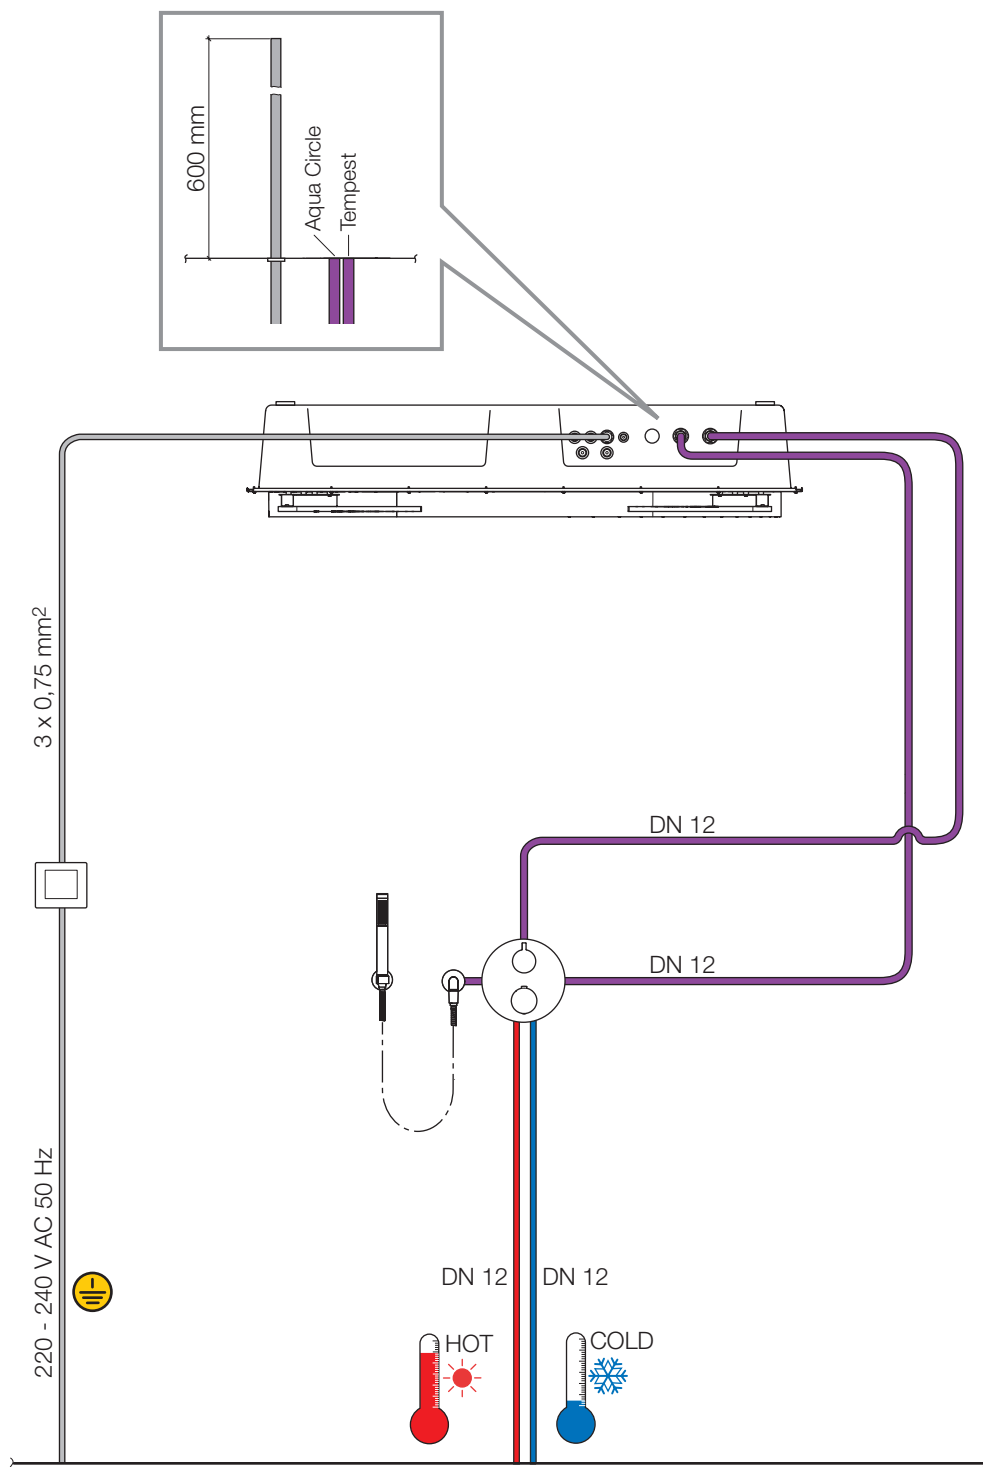 600 mm
Aqua Circle
Tempest
3 x 0,75 mm²
DN 12
DN 12
220 - 240 V AC 50 Hz
DN 12
DN 12
HOT
COLD